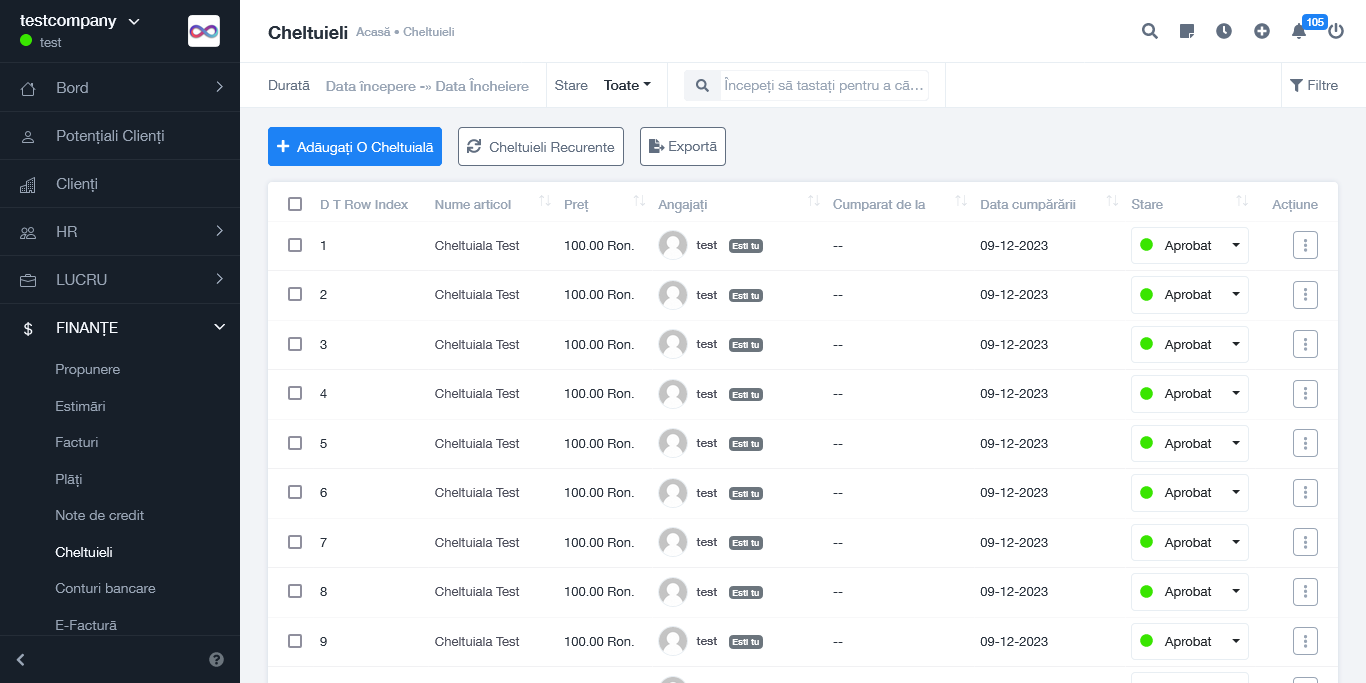 testcompany
test
Bord
Potențiali Clienți
Clienți
HR
LUCRU
FINANȚE
Propunere
Estimări
Facturi
Plăți
Note de credit
Cheltuieli
Conturi bancare
E-Factură
Cheltuieli Acasă • Cheltuieli
105
Durată Data începere -» Data Încheiere Stare Toate Începeți să tastați pentru a că... Filtre
Adăugați O Cheltuială Cheltuieli Recurente Exportă
D T Row Index Nume articol Preț Angajați Cumparat de la Data cumpărării Stare Acțiune
1 Cheltuiala Test 100.00 Ron. test Esti tu -- 09-12-2023 Aprobat
2 Cheltuiala Test 100.00 Ron. test Esti tu -- 09-12-2023 Aprobat
3 Cheltuiala Test 100.00 Ron. test Esti tu -- 09-12-2023 Aprobat
4 Cheltuiala Test 100.00 Ron. test Esti tu -- 09-12-2023 Aprobat
5 Cheltuiala Test 100.00 Ron. test Esti tu -- 09-12-2023 Aprobat
6 Cheltuiala Test 100.00 Ron. test Esti tu -- 09-12-2023 Aprobat
7 Cheltuiala Test 100.00 Ron. test Esti tu -- 09-12-2023 Aprobat
8 Cheltuiala Test 100.00 Ron. test Esti tu -- 09-12-2023 Aprobat
9 Cheltuiala Test 100.00 Ron. test Esti tu -- 09-12-2023 Aprobat